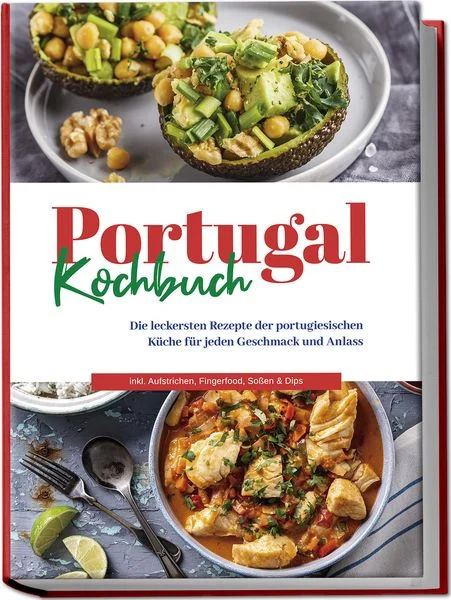 Portugal
Kochbuch
Die leckersten Rezepte der portugiesischen
Küche für jeden Geschmack und Anlass
inkl. Aufstrichen, Fingerfood, Soßen & Dips